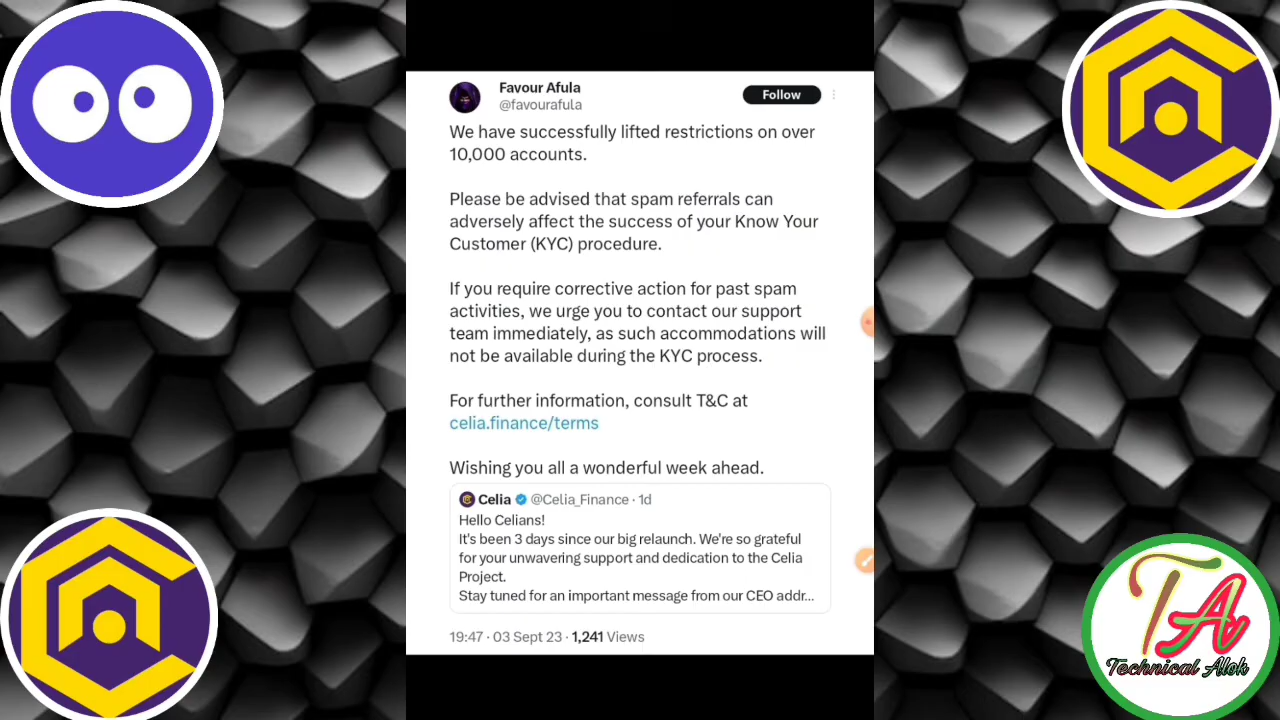 Favour Afula
@favourafula
Follow
We have successfully lifted restrictions on over
10,000 accounts.
Please be advised that spam referrals can
adversely affect the success of your Know Your
Customer (KYC) procedure.
If you require corrective action for past spam
activities, we urge you to contact our support
team immediately, as such accommodations will
not be available during the KYC process.
For further information, consult T&C at
celia.finance/terms
Wishing you all a wonderful week ahead.
Celia @Celia_Finance · 1d
Hello Celians!
It's been 3 days since our big relaunch. We're so grateful
for your unwavering support and dedication to the Celia
Project.
Stay tuned for an important message from our CEO addr...
19:47 · 03 Sept 23 · 1,241 Views
TA
Technical Alok